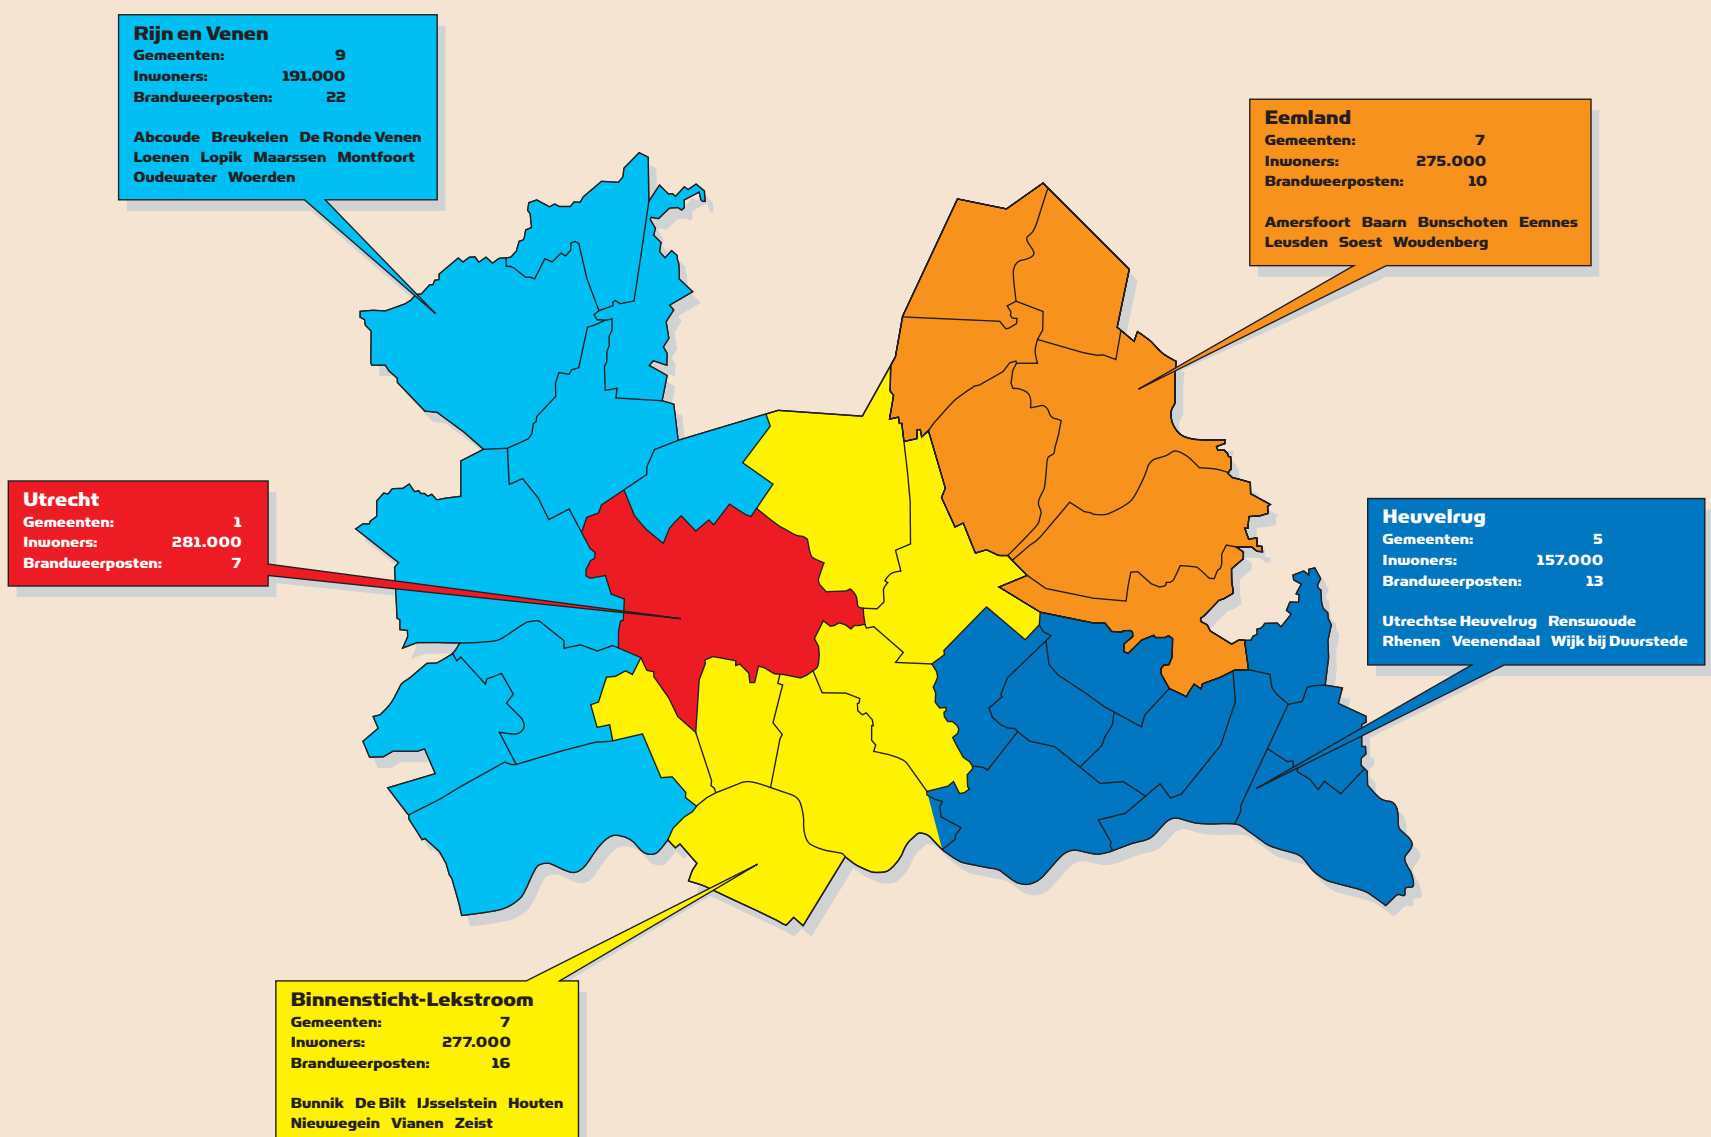 Rijn en Venen
Gemeenten: 9
Inwoners: 191.000
Brandweerposten: 22
Abcoude Breukelen De Ronde Venen
Loenen Lopik Maarssen Montfoort
Oudewater Woerden
Eemland
Gemeenten: 7
Inwoners: 275.000
Brandweerposten: 10
Amersfoort Baarn Bunschoten Eemnes
Leusden Soest Woudenberg
Utrecht
Gemeenten: 1
Inwoners: 281.000
Brandweerposten: 7
Heuvelrug
Gemeenten: 5
Inwoners: 157.000
Brandweerposten: 13
Utrechtse Heuvelrug Renswoude
Rhenen Veenendaal Wijk bij Duurstede
Binnensticht-Lekstroom
Gemeenten: 7
Inwoners: 277.000
Brandweerposten: 16
Bunnik De Bilt IJsselstein Houten
Nieuwegein Vianen Zeist